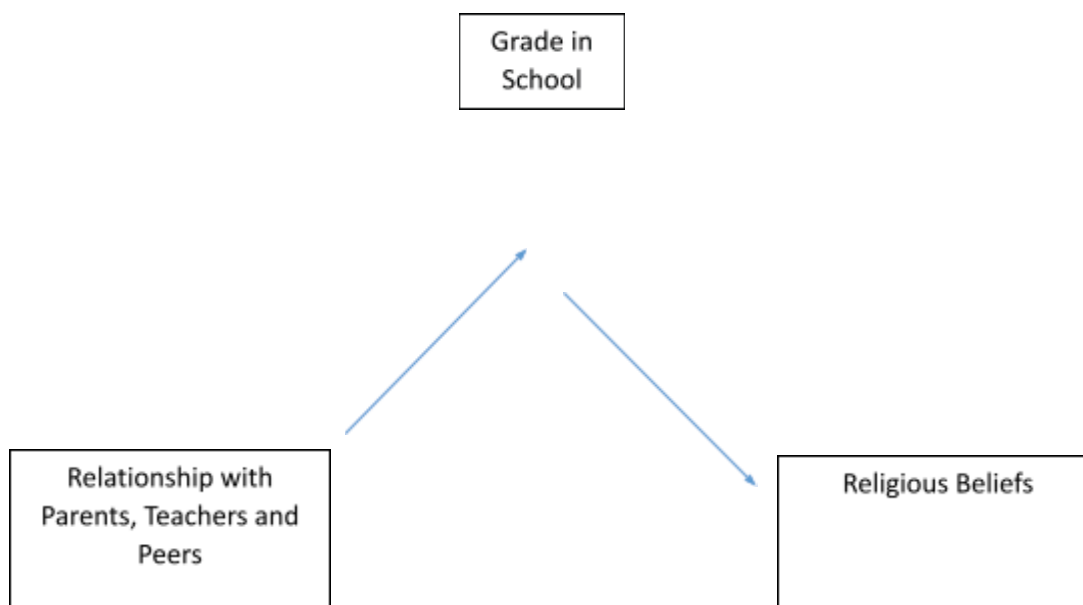 Grade in
School
Relationship with
Parents, Teachers and
Peers
Religious Beliefs